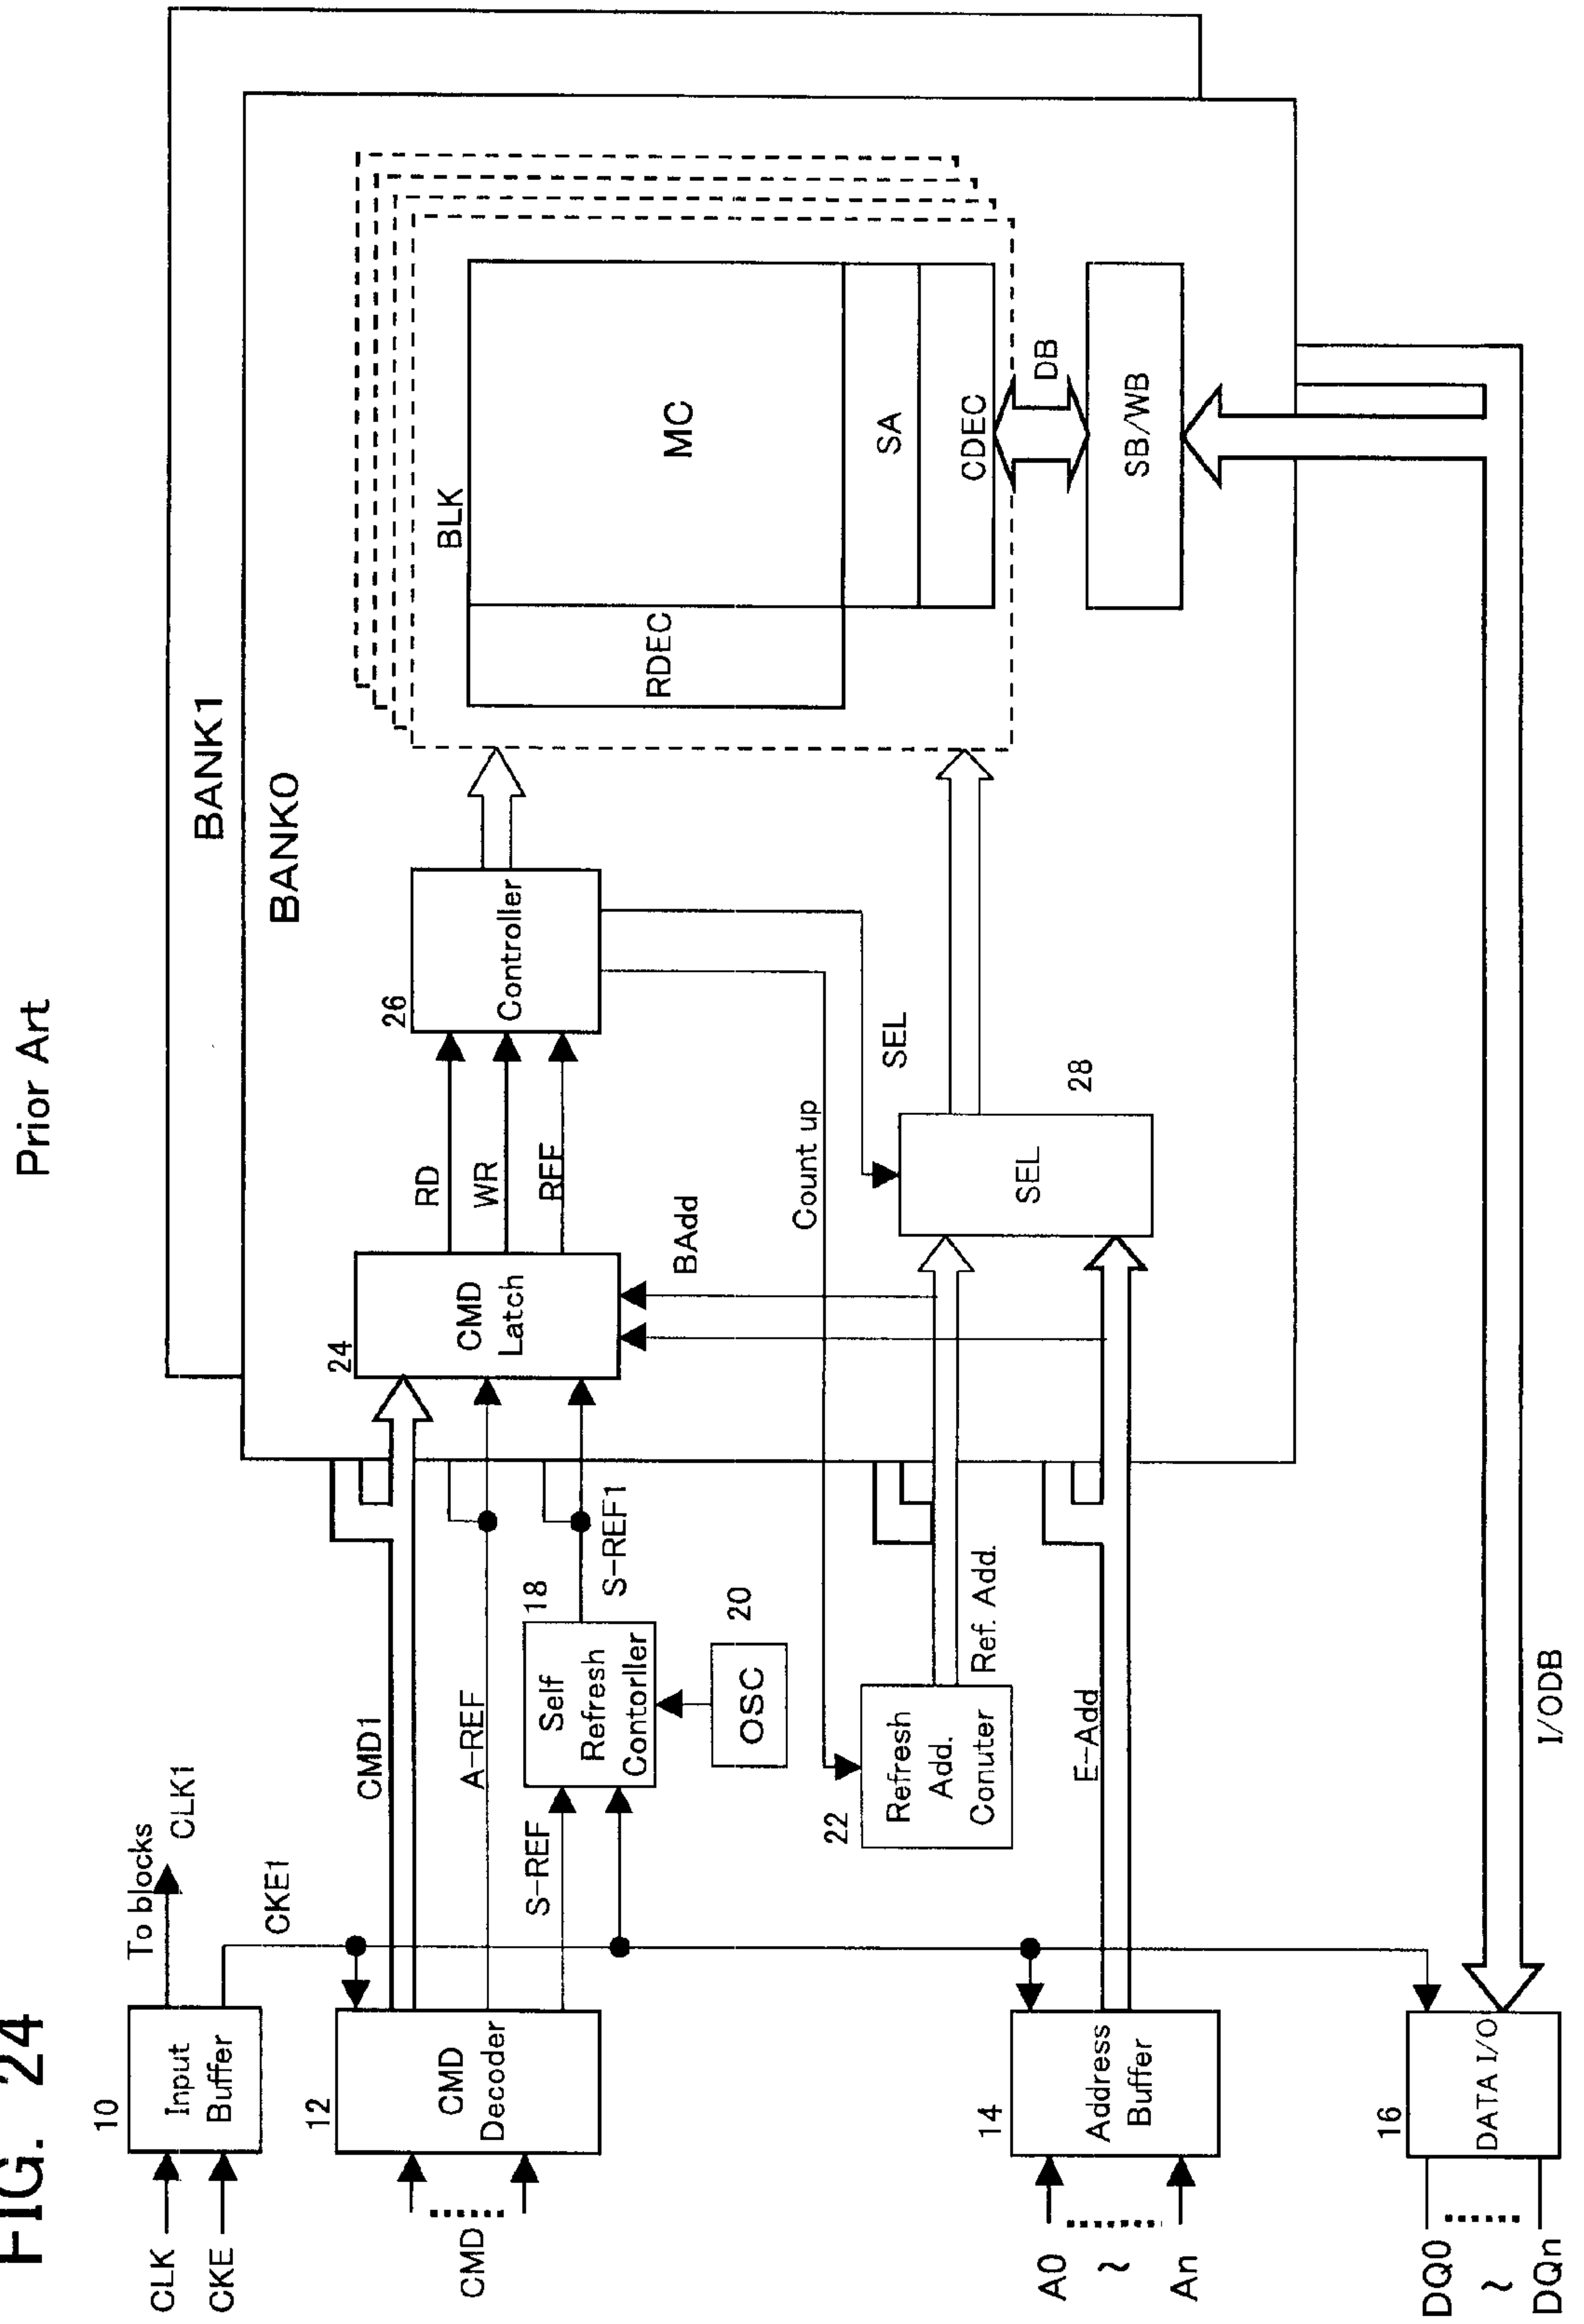 FIG. 24
Prior Art
CLK
CKE
10
Input
Buffer
To blocks
CLK1
CKE1
CMD
12
CMD
Decoder
CMD1
A-REF
S-REF
18
Self
Refresh
Contorller
S-REF1
20
OSC
22
Refresh
Add.
Conuter
Ref. Add.
A0
~
An
14
Address
Buffer
E-Add
DQ0
~
DQn
16
DATA I/O
I/ODB
BANK1
BANK0
24
CMD
Latch
RD
WR
REF
BAdd
26
Controller
Count up
SEL
SEL
28
BLK
RDEC
MC
SA
CDEC
DB
SB/WB